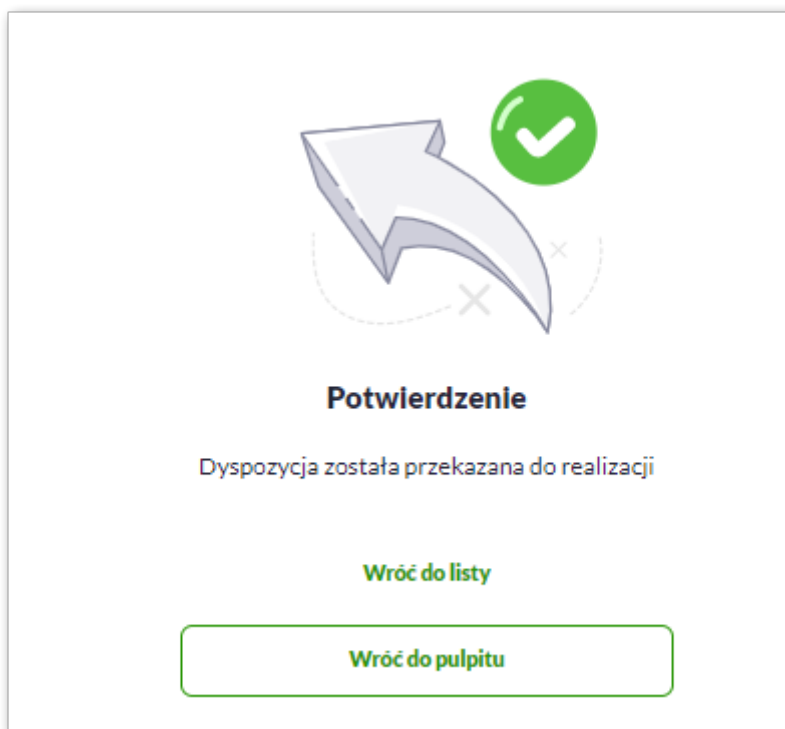 Potwierdzenie
Dyspozycja została przekazana do realizacji
Wróć do listy
Wróć do pulpitu